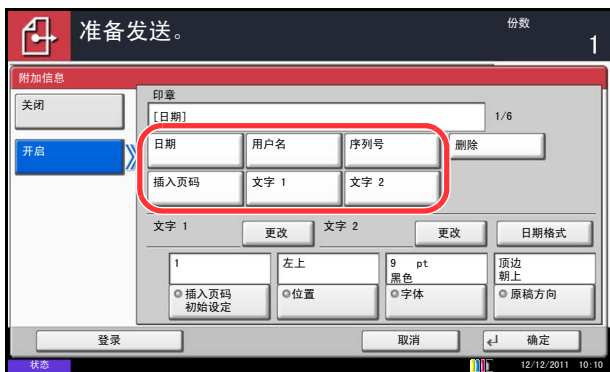 准备发送。
份数
1
附加信息
关闭
开启
印章
[日期]
1/6
日期 用户名 序列号 删除
插入页码 文字 1 文字 2
文字 1 更改 文字 2 更改 日期格式
1 左上 9 pt 顶边
黑色 朝上
插入页码 位置 字体 原稿方向
初始设定
登录 取消 确定
状态 12/12/2011 10:10